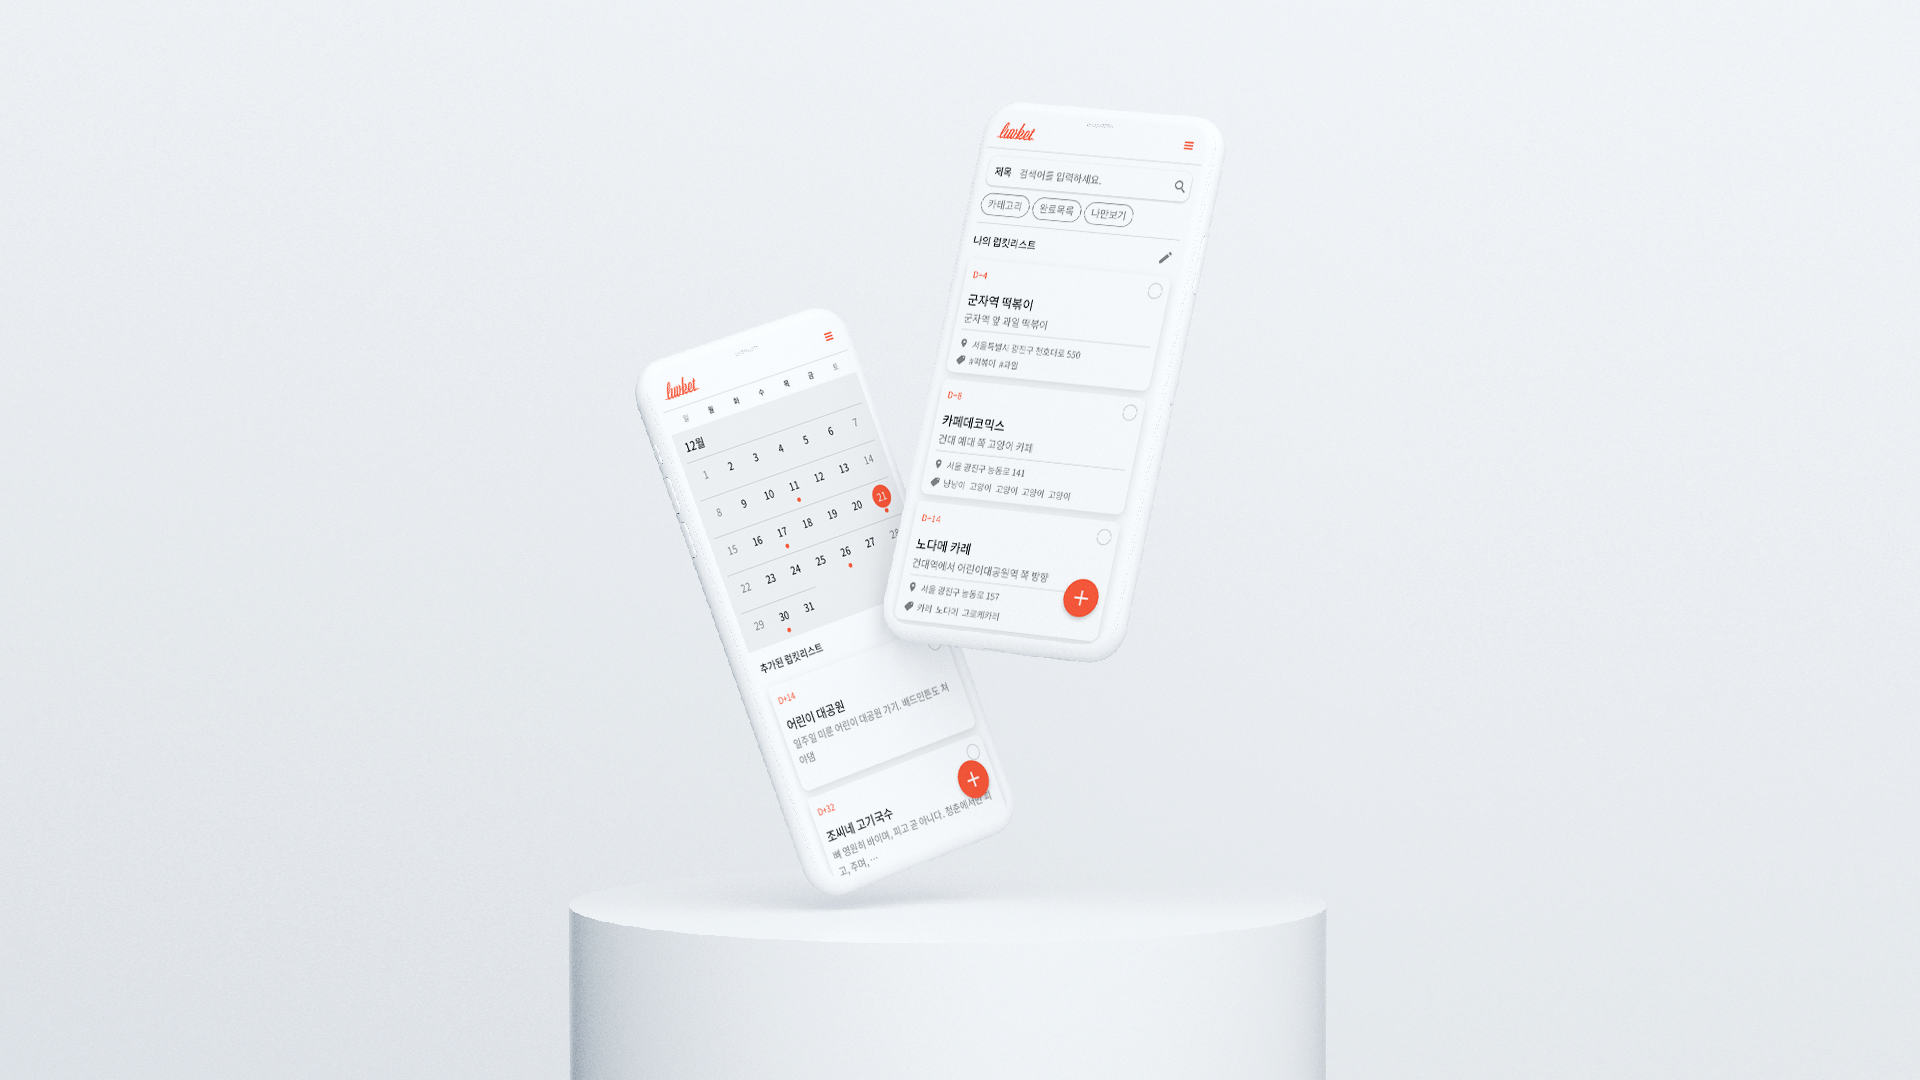 luvket
일 월 화 수 목 금 토
12월
1 2 3 4 5 6 7
8 9 10 11 12 13 14
15 16 17 18 19 20 21
22 23 24 25 26 27 28
29 30 31
추가된 럽킷리스트
D+14
어린이 대공원
일주일 미룬 어린이 대공원 가기. 배드민튼도 쳐
야댐
D+32
조씨네 고기국수
뼈 영원히 바이며, 피고 곧 아니다. 청춘에서만
고, 주며, ...
luvket
제목 검색어를 입력하세요.
카테고리 완료목록 나만보기
나의 럽킷리스트
D-4
군자역 떡볶이
군자역 앞 과일 떡볶이
서울특별시 광진구 천호대로 550
#떡볶이 #과일
D-8
카페데코믹스
건대 예대 쪽 고양이 카페
서울 광진구 능동로 141
냥냥이 고양이 고양이 고양이 고양이
D-14
노다메 카레
건대역에서 어린이대공원역 쪽 방향
서울 광진구 능동로 157
카레 노다메 고로케카레